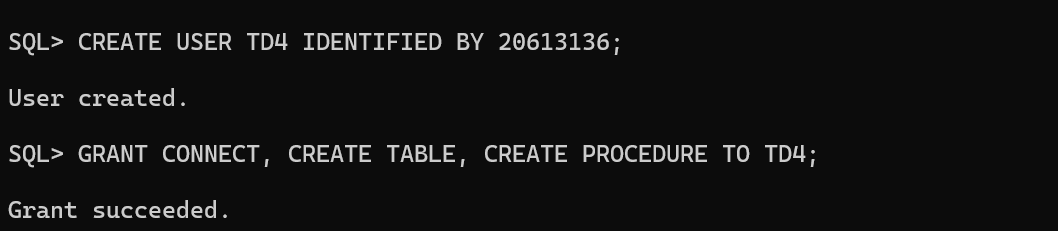 SQL> CREATE USER TD4 IDENTIFIED BY 20613136;
User created.
SQL> GRANT CONNECT, CREATE TABLE, CREATE PROCEDURE TO TD4;
Grant succeeded.